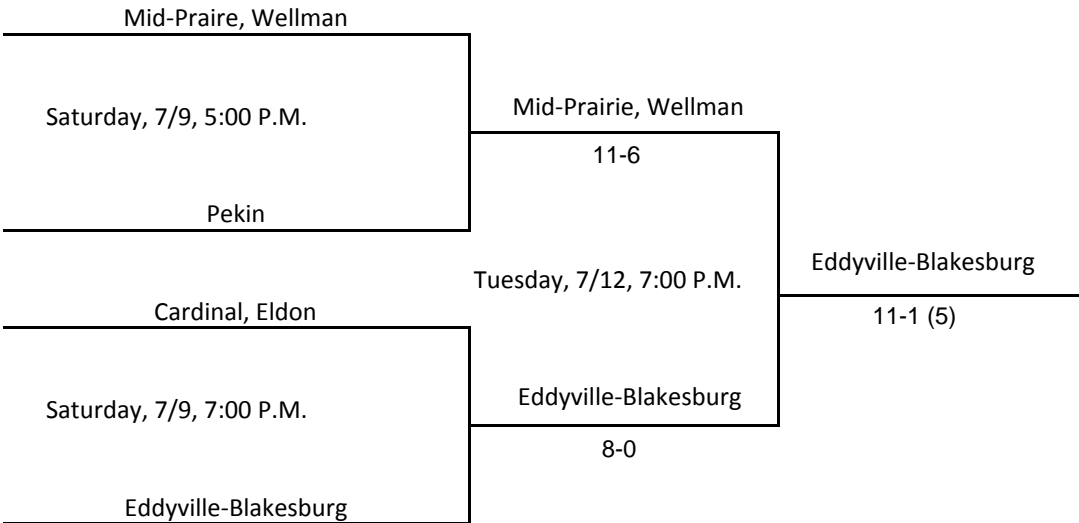 Mid-Praire, Wellman
Saturday, 7/9, 5:00 P.M.
Mid-Prairie, Wellman
11-6
Pekin
Tuesday, 7/12, 7:00 P.M.
Eddyville-Blakesburg
11-1 (5)
Cardinal, Eldon
Saturday, 7/9, 7:00 P.M.
Eddyville-Blakesburg
8-0
Eddyville-Blakesburg